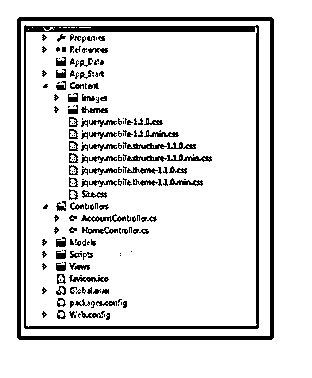 Properties
References
App_Data
App_Start
Content
images
themes
jquery.mobile-1.1.0.css
jquery.mobile-1.1.0.min.css
jquery.mobile.structure-1.1.0.css
jquery.mobile.structure-1.1.0.min.css
jquery.mobile.theme-1.1.0.css
jquery.mobile.theme-1.1.0.min.css
Site.css
Controllers
AccountController.cs
HomeController.cs
Models
Scripts
Views
favicon.ico
Global.asax
packages.config
Web.config